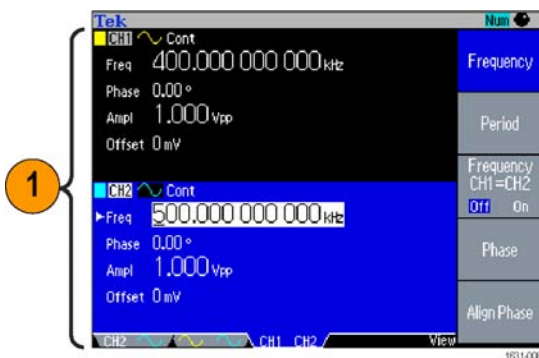 Tek Num
CH1 Cont
Freq 400.000 000 000 kHz
Phase 0.00 °
Ampl 1.000 Vpp
Offset 0 mV
CH2 Cont
Freq 500.000 000 000 kHz
Phase 0.00 °
Ampl 1.000 Vpp
Offset 0 mV
CH2 CH1 CH2 View
Frequency
Period
Frequency
CH1=CH2
Off On
Phase
Align Phase
1